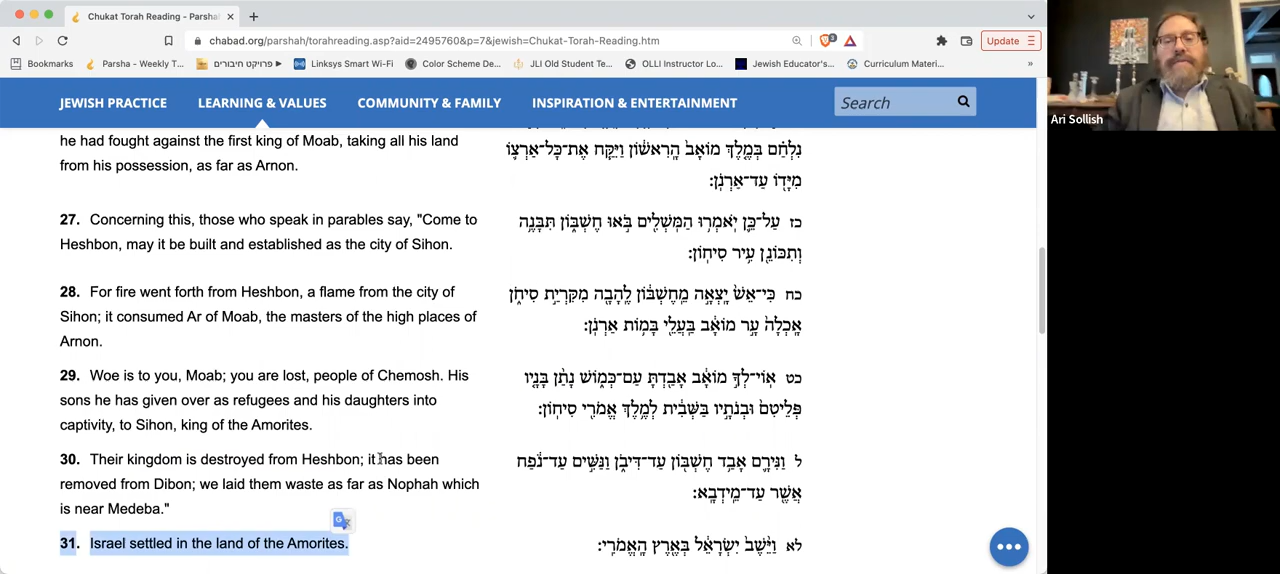 Chukat Torah Reading - Parshah
chabad.org/parshah/torahreading.asp?aid=2495760&p=7&jewish=Chukat-Torah-Reading.htm
3
Update
Bookmarks
Parsha - Weekly T...
פרויקט חיבורים
Linksys Smart Wi-Fi
Color Scheme De...
JLI Old Student Te...
OLLI Instructor Lo...
Jewish Educator's...
Curriculum Materi...
»
Ari Sollish
JEWISH PRACTICE
LEARNING & VALUES
COMMUNITY & FAMILY
INSPIRATION & ENTERTAINMENT
Search
he had fought against the first king of Moab, taking all his land
from his possession, as far as Arnon.
נִלְחַ֗ם בְּמֶ֤לֶךְ מוֹאָב֙ הָֽרִאשׁ֔וֹן וַיִּקַּ֧ח אֶת־כָּל־אַרְצ֛וֹ
מִיָּד֖וֹ עַד־אַרְנֹֽן:
27. Concerning this, those who speak in parables say, "Come to
Heshbon, may it be built and established as the city of Sihon.
כז עַל־כֵּ֛ן יֹֽאמְר֥וּ הַמּֽשְׁלִ֖ים בֹּ֣אוּ חֶשְׁבּ֑וֹן תִּבָּנֶ֥ה
וְתִכּוֹנֵ֖ן עִ֥יר סִיחֽוֹן:
28. For fire went forth from Heshbon, a flame from the city of
Sihon; it consumed Ar of Moab, the masters of the high places of
Arnon.
כח כִּי־אֵשׁ֙ יָֽצְאָ֣ה מֵֽחֶשְׁבּ֔וֹן לֶֽהָבָ֖ה מִקִּרְיַ֣ת סִיחֹ֑ן
אָֽכְלָה֙ עָ֣ר מוֹאָ֔ב בַּֽעֲלֵ֖י בָּמ֥וֹת אַרְנֹֽן:
29. Woe is to you, Moab; you are lost, people of Chemosh. His
sons he has given over as refugees and his daughters into
captivity, to Sihon, king of the Amorites.
כט אֽוֹי־לְךָ֣ מוֹאָ֔ב אָבַ֖דְתָּ עַם־כְּמ֑וֹשׁ נָתַ֨ן בָּנָ֤יו
פְּלֵיטִם֙ וּבְנֹתָ֣יו בַּשְּׁבִ֔ית לְמֶ֥לֶךְ אֱמֹרִ֖י סִיחֽוֹן:
30. Their kingdom is destroyed from Heshbon; it has been
removed from Dibon; we laid them waste as far as Nophah which
is near Medeba."
ל וַנִּירָ֛ם אָבַ֥ד חֶשְׁבּ֖וֹן עַד־דִּיבֹ֑ן וַנַּשִּׁ֣ים עַד־נֹ֔פַח
אֲשֶׁ֖ר עַד־מֵֽידְבָֽא:
31. Israel settled in the land of the Amorites.
לא וַיֵּ֨שֶׁב֙ יִשְׂרָאֵ֔ל בְּאֶ֖רֶץ הָֽאֱמֹרִֽי: